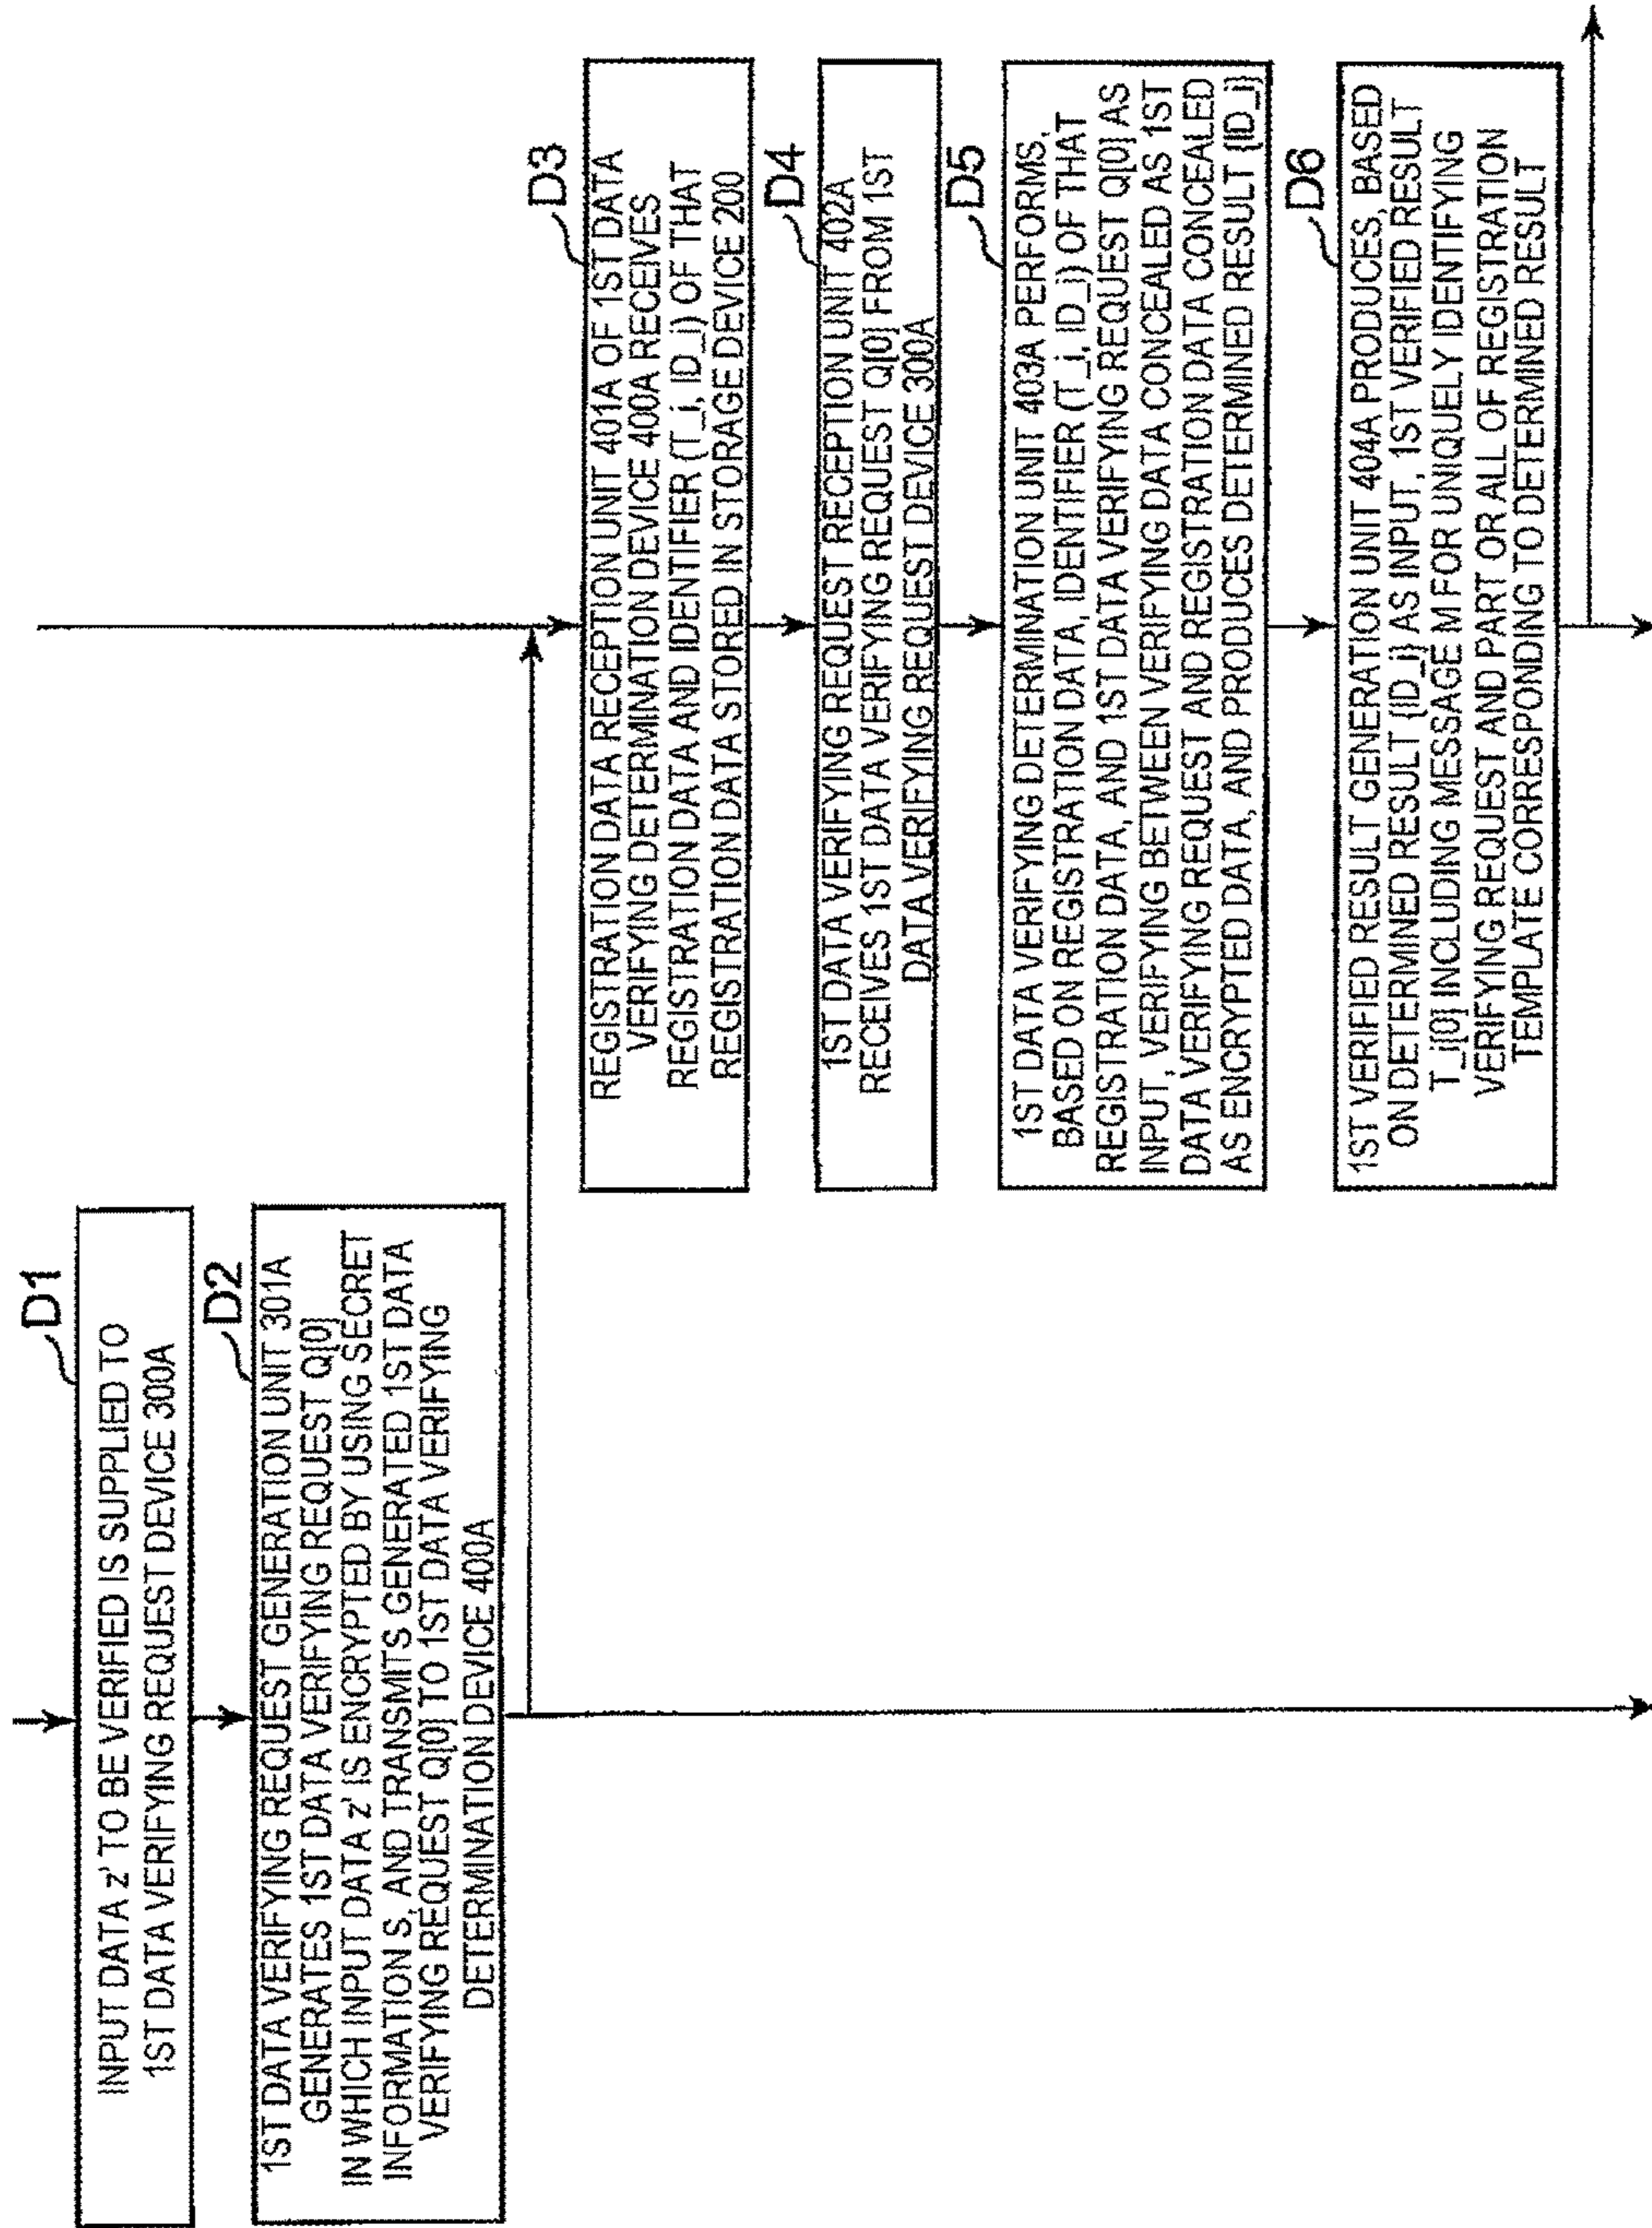 D1
INPUT DATA z' TO BE VERIFIED IS SUPPLIED TO
1ST DATA VERIFYING REQUEST DEVICE 300A
D2
1ST DATA VERIFYING REQUEST GENERATION UNIT 301A
GENERATES 1ST DATA VERIFYING REQUEST Q[0]
IN WHICH INPUT DATA z' IS ENCRYPTED BY USING SECRET
INFORMATION S, AND TRANSMITS GENERATED 1ST DATA
VERIFYING REQUEST Q[0] TO 1ST DATA VERIFYING
DETERMINATION DEVICE 400A
D3
REGISTRATION DATA RECEPTION UNIT 401A OF 1ST DATA
VERIFYING DETERMINATION DEVICE 400A RECEIVES
REGISTRATION DATA AND IDENTIFIER (T_i, ID_i) OF THAT
REGISTRATION DATA STORED IN STORAGE DEVICE 200
D4
1ST DATA VERIFYING REQUEST RECEPTION UNIT 402A
RECEIVES 1ST DATA VERIFYING REQUEST Q[0] FROM 1ST
DATA VERIFYING REQUEST DEVICE 300A
D5
1ST DATA VERIFYING DETERMINATION UNIT 403A PERFORMS,
BASED ON REGISTRATION DATA, IDENTIFIER (T_i, ID_i) OF THAT
REGISTRATION DATA, AND 1ST DATA VERIFYING REQUEST Q[0] AS
INPUT, VERIFYING BETWEEN VERIFYING DATA CONCEALED AS 1ST
DATA VERIFYING REQUEST AND REGISTRATION DATA CONCEALED
AS ENCRYPTED DATA, AND PRODUCES DETERMINED RESULT {ID_i}
D6
1ST VERIFIED RESULT GENERATION UNIT 404A PRODUCES, BASED
ON DETERMINED RESULT {ID_i} AS INPUT, 1ST VERIFIED RESULT
T_i[0] INCLUDING MESSAGE M FOR UNIQUELY IDENTIFYING
VERIFYING REQUEST AND PART OR ALL OF REGISTRATION
TEMPLATE CORRESPONDING TO DETERMINED RESULT